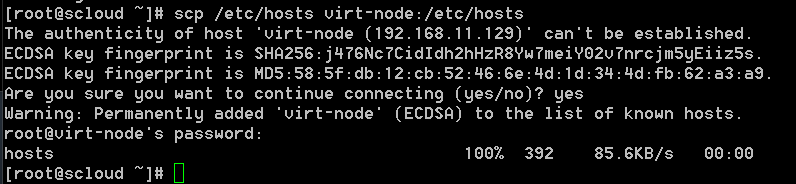 [root@scloud ~]# scp /etc/hosts virt-node:/etc/hosts
The authenticity of host 'virt-node (192.168.11.129)' can't be established.
ECDSA key fingerprint is SHA256:j476Nc7CidIdh2hHzR8Yw7meiY02v7nrcjm5yEiiz5s.
ECDSA key fingerprint is MD5:58:5f:db:12:cb:52:46:6e:4d:1d:34:4d:fb:62:a3:a9.
Are you sure you want to continue connecting (yes/no)? yes
Warning: Permanently added 'virt-node' (ECDSA) to the list of known hosts.
root@virt-node's password:
hosts 100% 392 85.6KB/s 00:00
[root@scloud ~]#